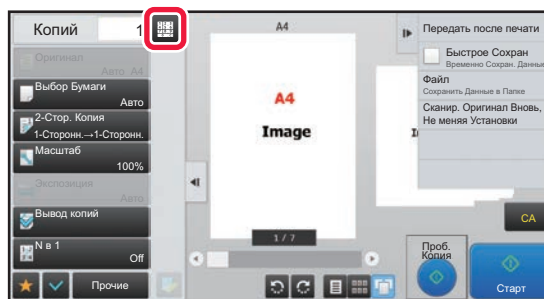 Копий 1
Оригинал
Авто A4
Выбор Бумаги
Авто
2-Стор. Копия
1-Сторонн.→1-Сторонн.
Масштаб
100%
Экспозиция
Авто
Вывод копий
N в 1
Off
Прочие
A4
A4
Image
1 / 7
Передать после печати
Быстрое Сохран
Временно Сохран. Данные
Файл
Сохранить Данные в Папке
Сканир. Оригинал Вновь,
Не меняя Установки
CA
Проб.
Копия
Старт